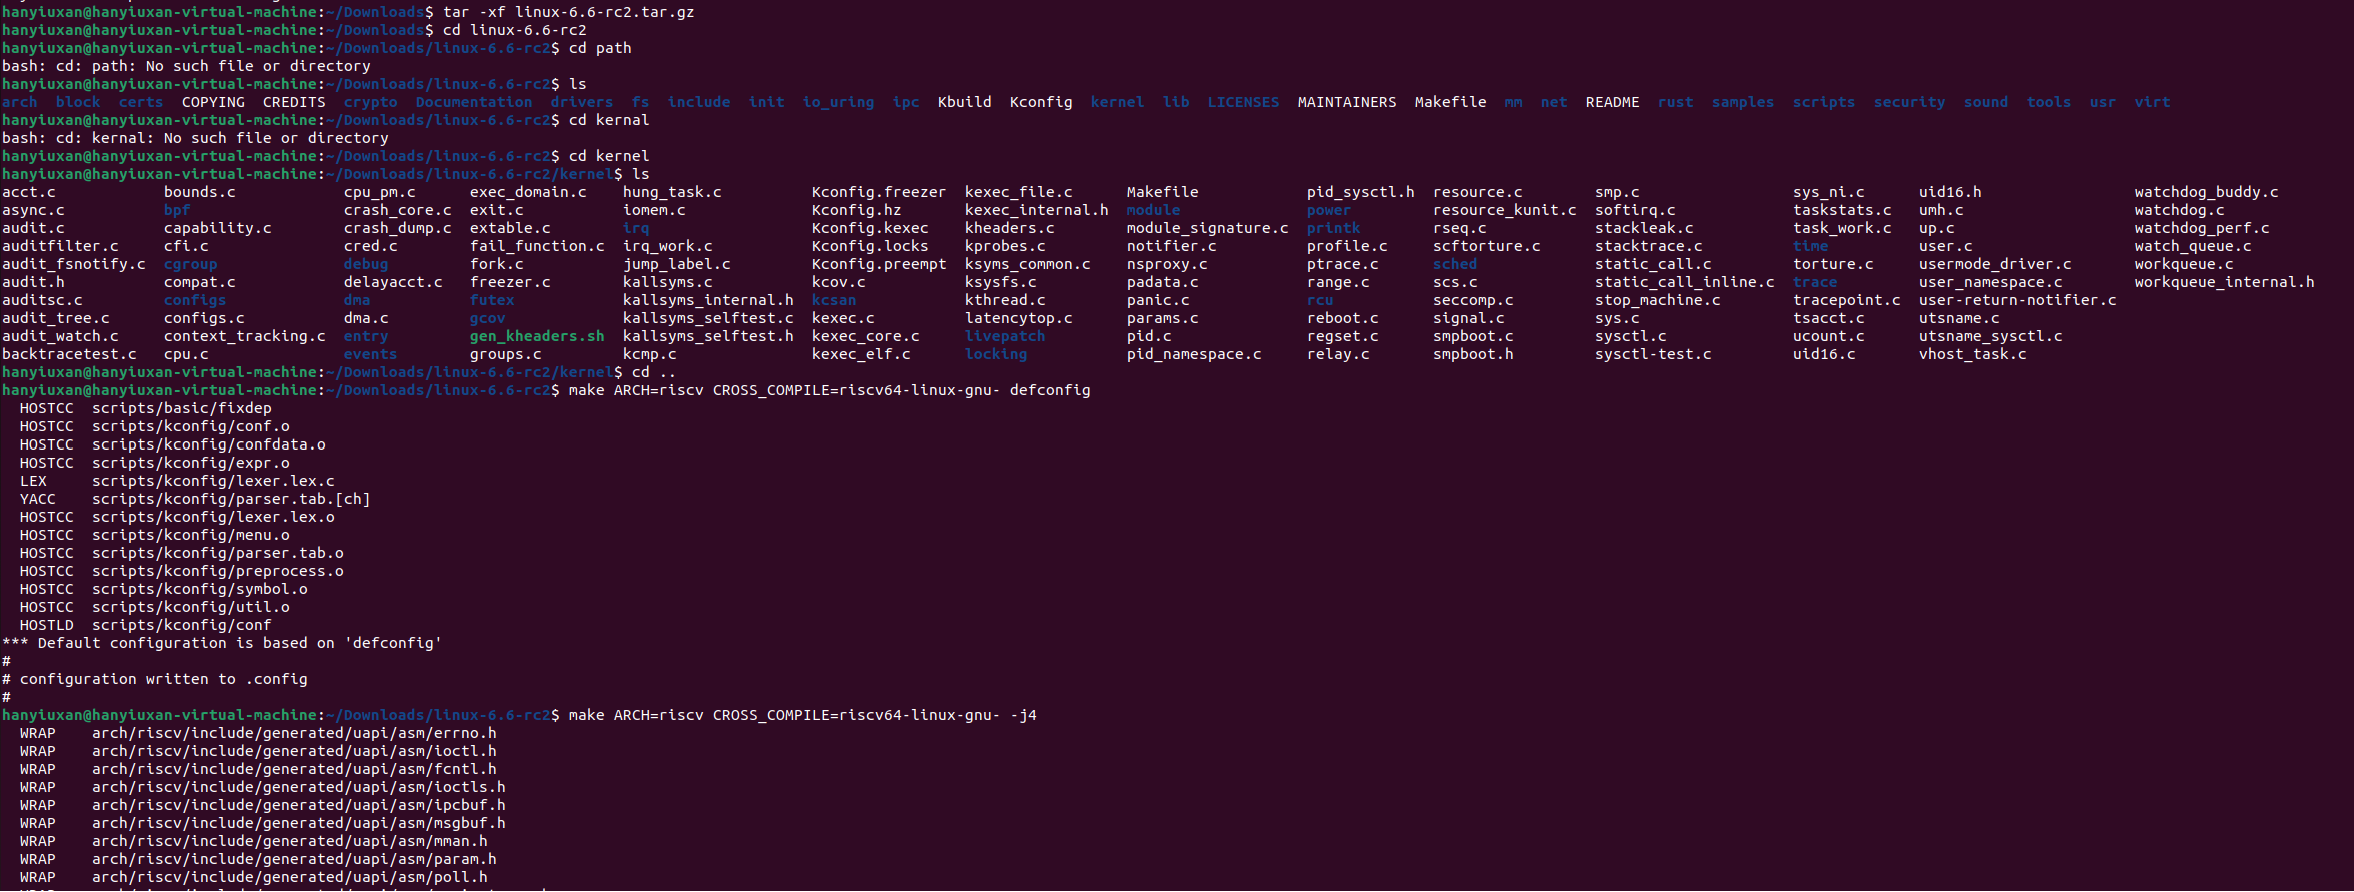 hanyiuxan@hanyiuxan-virtual-machine:~/Downloads$ tar -xf linux-6.6-rc2.tar.gz
hanyiuxan@hanyiuxan-virtual-machine:~/Downloads$ cd linux-6.6-rc2
hanyiuxan@hanyiuxan-virtual-machine:~/Downloads/linux-6.6-rc2$ cd path
bash: cd: path: No such file or directory
hanyiuxan@hanyiuxan-virtual-machine:~/Downloads/linux-6.6-rc2$ ls
arch block certs COPYING CREDITS crypto Documentation drivers fs include init io_uring ipc Kbuild Kconfig kernel lib LICENSES MAINTAINERS Makefile mm net README rust samples scripts security sound tools usr virt
hanyiuxan@hanyiuxan-virtual-machine:~/Downloads/linux-6.6-rc2$ cd kernal
bash: cd: kernal: No such file or directory
hanyiuxan@hanyiuxan-virtual-machine:~/Downloads/linux-6.6-rc2$ cd kernel
hanyiuxan@hanyiuxan-virtual-machine:~/Downloads/linux-6.6-rc2/kernel$ ls
acct.c bounds.c cpu_pm.c exec_domain.c hung_task.c Kconfig.freezer kexec_file.c Makefile pid_sysctl.h resource.c smp.c sys_ni.c uid16.h watchdog_buddy.c
async.c bpf crash_core.c exit.c iomem.c Kconfig.hz kexec_internal.h module power resource_kunit.c softirq.c taskstats.c umh.c watchdog.c
audit.c capability.c crash_dump.c extable.c irq Kconfig.kexec kheaders.c module_signature.c printk rseq.c stackleak.c task_work.c up.c watchdog_perf.c
auditfilter.c cfi.c cred.c fail_function.c irq_work.c Kconfig.locks kprobes.c notifier.c profile.c scftorture.c stacktrace.c time user.c watch_queue.c
audit_fsnotify.c cgroup debug fork.c jump_label.c Kconfig.preempt ksyms_common.c nsproxy.c ptrace.c sched static_call.c torture.c usermode_driver.c workqueue.c
audit.h compat.c delayacct.c freezer.c kallsyms.c kcov.c ksysfs.c padata.c range.c scs.c static_call_inline.c trace user_namespace.c workqueue_internal.h
auditsc.c configs dma futex kallsyms_internal.h kcsan kthread.c panic.c rcu seccomp.c stop_machine.c tracepoint.c user-return-notifier.c
audit_tree.c configs.c dma.c gcov kallsyms_selftest.c kexec.c latencytop.c params.c reboot.c signal.c sys.c tsacct.c utsname.c
audit_watch.c context_tracking.c entry gen_kheaders.sh kallsyms_selftest.h kexec_core.c livepatch pid.c regset.c smpboot.c sysctl.c ucount.c utsname_sysctl.c
backtracetest.c cpu.c events groups.c kcmp.c kexec_elf.c locking pid_namespace.c relay.c smpboot.h sysctl-test.c uid16.c vhost_task.c
hanyiuxan@hanyiuxan-virtual-machine:~/Downloads/linux-6.6-rc2/kernel$ cd ..
hanyiuxan@hanyiuxan-virtual-machine:~/Downloads/linux-6.6-rc2$ make ARCH=riscv CROSS_COMPILE=riscv64-linux-gnu- defconfig
HOSTCC scripts/basic/fixdep
HOSTCC scripts/kconfig/conf.o
HOSTCC scripts/kconfig/confdata.o
HOSTCC scripts/kconfig/expr.o
LEX scripts/kconfig/lexer.lex.c
YACC scripts/kconfig/parser.tab.[ch]
HOSTCC scripts/kconfig/lexer.lex.o
HOSTCC scripts/kconfig/menu.o
HOSTCC scripts/kconfig/parser.tab.o
HOSTCC scripts/kconfig/preprocess.o
HOSTCC scripts/kconfig/symbol.o
HOSTCC scripts/kconfig/util.o
HOSTLD scripts/kconfig/conf
*** Default configuration is based on 'defconfig'
#
# configuration written to .config
#
hanyiuxan@hanyiuxan-virtual-machine:~/Downloads/linux-6.6-rc2$ make ARCH=riscv CROSS_COMPILE=riscv64-linux-gnu- -j4
WRAP arch/riscv/include/generated/uapi/asm/errno.h
WRAP arch/riscv/include/generated/uapi/asm/ioctl.h
WRAP arch/riscv/include/generated/uapi/asm/fcntl.h
WRAP arch/riscv/include/generated/uapi/asm/ioctls.h
WRAP arch/riscv/include/generated/uapi/asm/ipcbuf.h
WRAP arch/riscv/include/generated/uapi/asm/msgbuf.h
WRAP arch/riscv/include/generated/uapi/asm/mman.h
WRAP arch/riscv/include/generated/uapi/asm/param.h
WRAP arch/riscv/include/generated/uapi/asm/poll.h